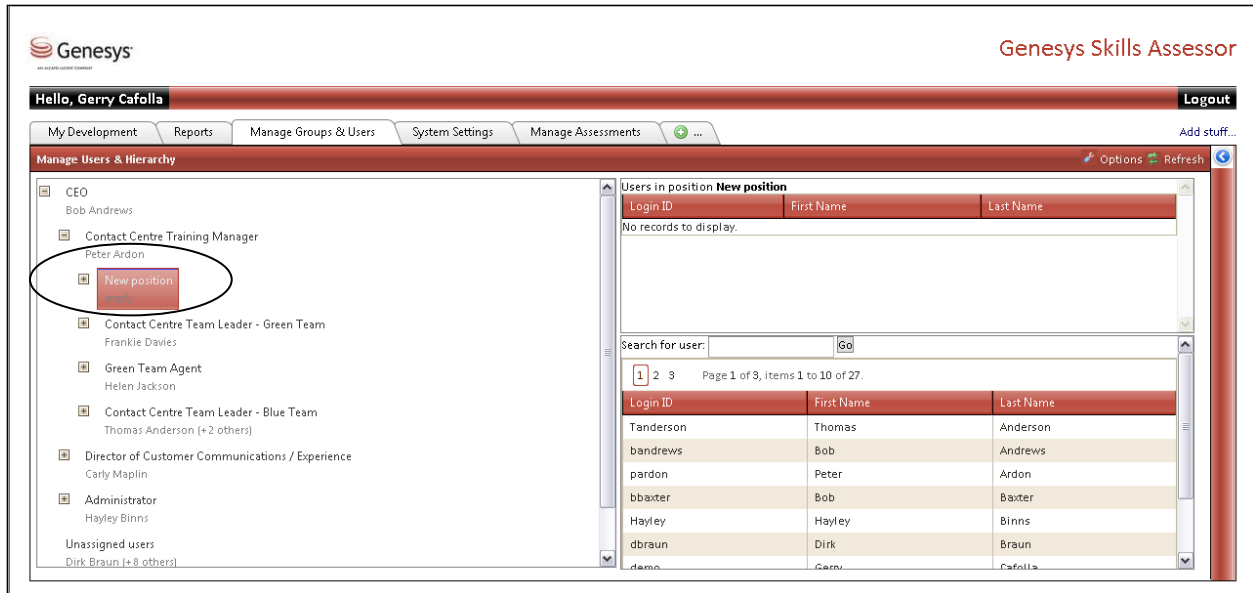 Genesys
AN ALCATEL-LUCENT COMPANY
Genesys Skills Assessor
Hello, Gerry Cafolla
Logout
My Development Reports Manage Groups & Users System Settings Manage Assessments ...
Add stuff...
Manage Users & Hierarchy
Options Refresh
CEO
Bob Andrews
Contact Centre Training Manager
Peter Ardon
New position
empty
Contact Centre Team Leader - Green Team
Frankie Davies
Green Team Agent
Helen Jackson
Contact Centre Team Leader - Blue Team
Thomas Anderson (+2 others)
Director of Customer Communications / Experience
Carly Maplin
Administrator
Hayley Binns
Unassigned users
Dirk Braun (+8 others)
Users in position New position
Login ID First Name Last Name
No records to display.
Search for user: Go
1 2 3 Page 1 of 3, items 1 to 10 of 27.
Login ID First Name Last Name
Tanderson Thomas Anderson
bandrews Bob Andrews
pardon Peter Ardon
bbaxter Bob Baxter
Hayley Hayley Binns
dbraun Dirk Braun
demo Gerry Cafolla